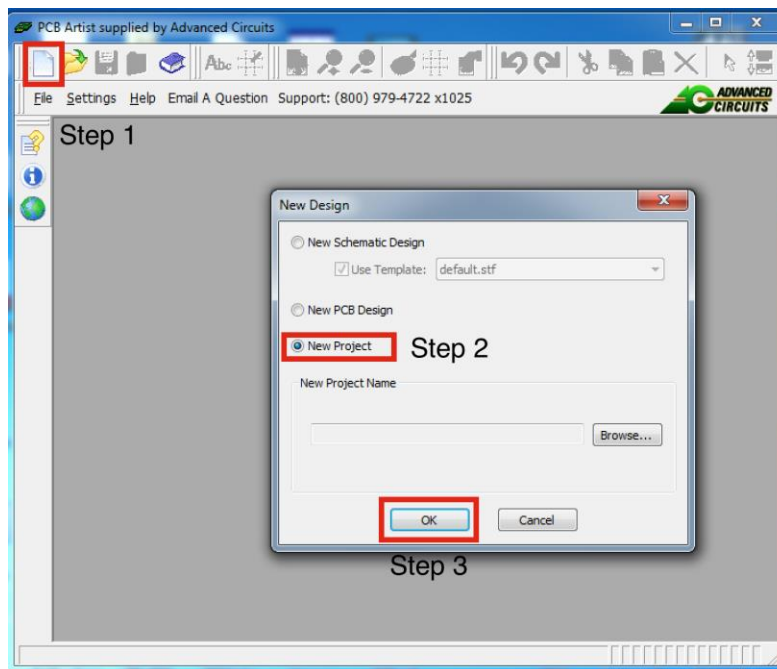 PCB Artist supplied by Advanced Circuits
Abc
File Settings Help Email A Question Support: (800) 979-4722 x1025
ADVANCED
CIRCUITS
Step 1
New Design
New Schematic Design
Use Template: default.stf
New PCB Design
New Project Step 2
New Project Name
Browse...
OK Cancel
Step 3